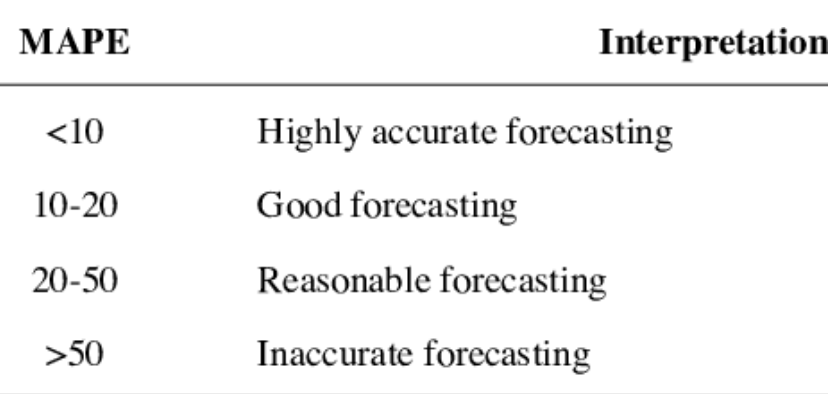 MAPE Interpretation
<10 Highly accurate forecasting
10-20 Good forecasting
20-50 Reasonable forecasting
>50 Inaccurate forecasting